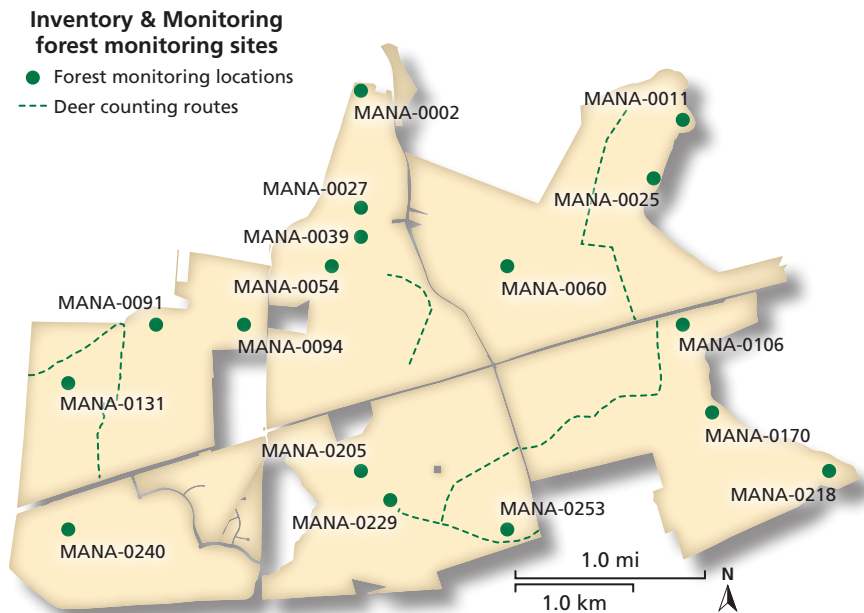 Inventory & Monitoring
forest monitoring sites
Forest monitoring locations
Deer counting routes
MANA-0002
MANA-0011
MANA-0027
MANA-0025
MANA-0039
MANA-0054
MANA-0060
MANA-0091
MANA-0094
MANA-0106
MANA-0131
MANA-0170
MANA-0205
MANA-0218
MANA-0229
MANA-0253
MANA-0240
1.0 mi
N
1.0 km